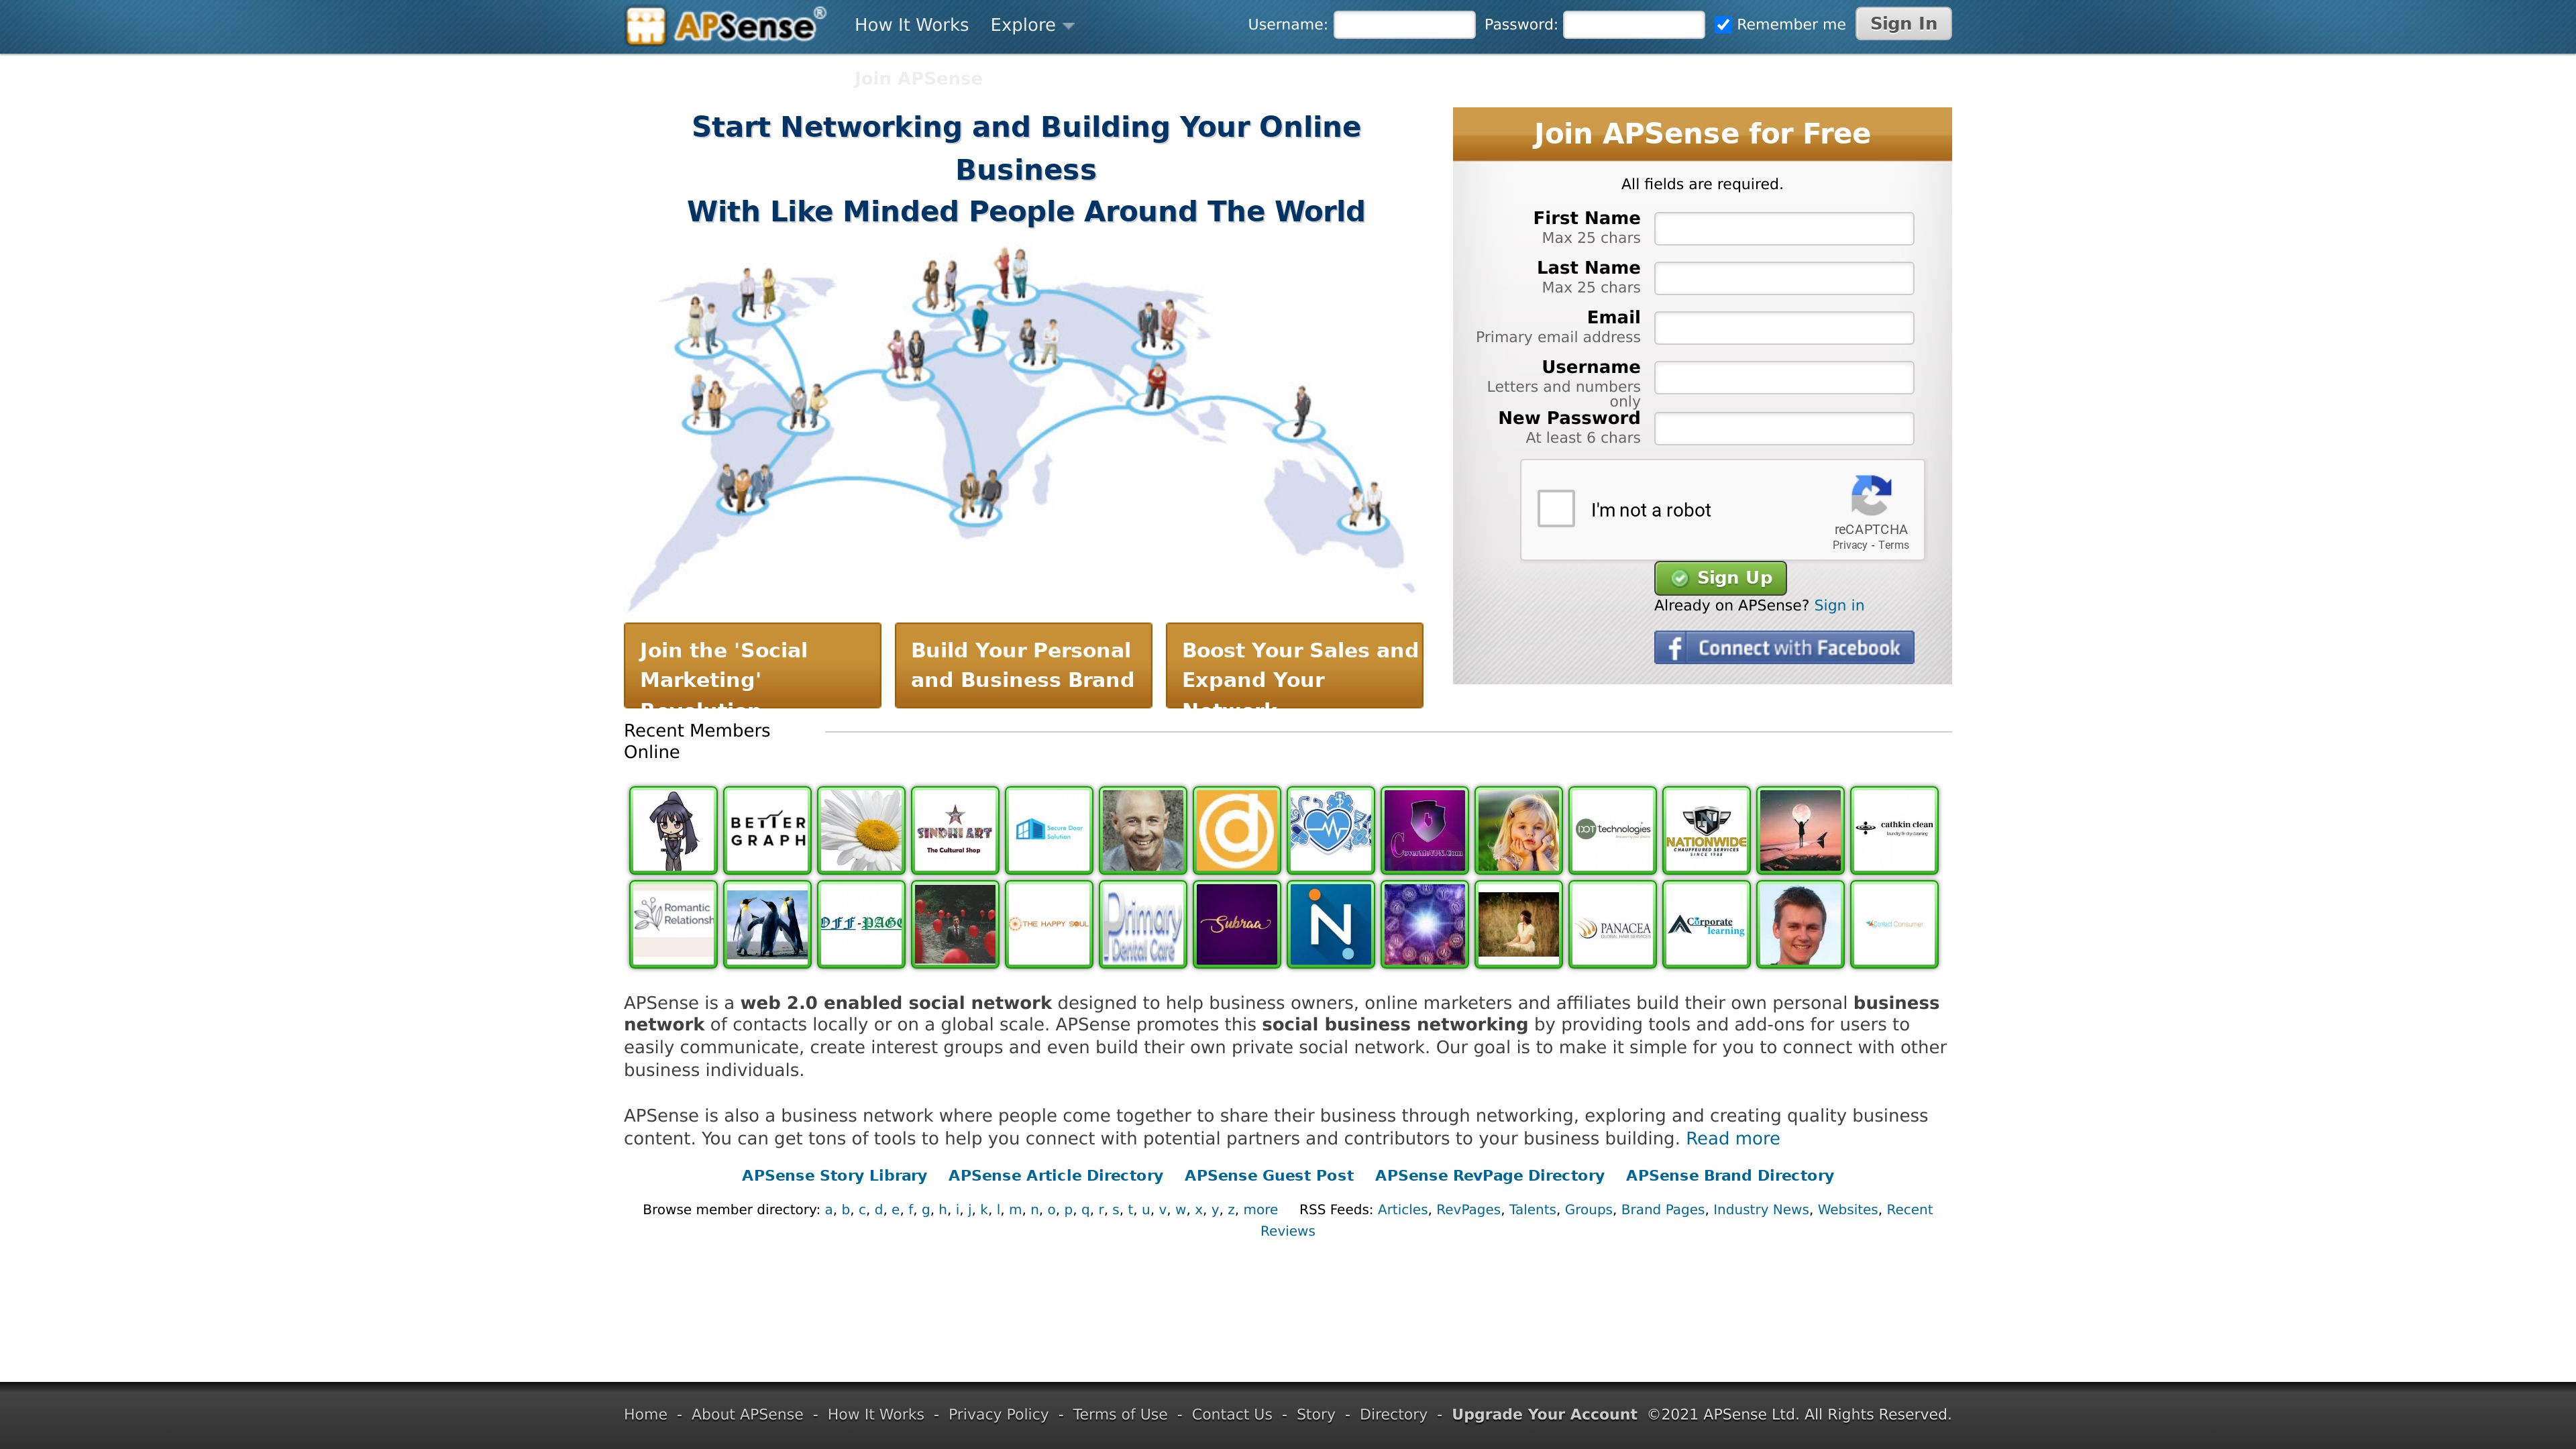 APSense®
How It Works
Explore
Username:
Password:
Remember me
Sign In
Join APSense
Start Networking and Building Your Online
Business
With Like Minded People Around The World
Join APSense for Free
All fields are required.
First Name
Max 25 chars
Last Name
Max 25 chars
Email
Primary email address
Username
Letters and numbers
only
New Password
At least 6 chars
I'm not a robot
reCAPTCHA
Privacy - Terms
Sign Up
Already on APSense? Sign in
Connect with Facebook
Join the 'Social
Marketing'
Revolution
Build Your Personal
and Business Brand
Boost Your Sales and
Expand Your
Network
Recent Members
Online
BETTER
GRAPH
SINDHI ART
The Cultural Shop
Secure Door
Solution
DOT technologies
N
NATIONWIDE
CHAUFFEURED SERVICES
SINCE 1988
cathkin clean
Romantic
Relationsh
OFF-PAGE
THE HAPPY SOUL
Primary
Dental Care
Subraa
N
PANACEA
GLOBAL HAIR SERVICES
Corporate
learning
Consumer
APSense is a web 2.0 enabled social network designed to help business owners, online marketers and affiliates build their own personal business
network of contacts locally or on a global scale. APSense promotes this social business networking by providing tools and add-ons for users to
easily communicate, create interest groups and even build their own private social network. Our goal is to make it simple for you to connect with other
business individuals.
APSense is also a business network where people come together to share their business through networking, exploring and creating quality business
content. You can get tons of tools to help you connect with potential partners and contributors to your business building. Read more
APSense Story Library APSense Article Directory APSense Guest Post APSense RevPage Directory APSense Brand Directory
Browse member directory: a, b, c, d, e, f, g, h, i, j, k, l, m, n, o, p, q, r, s, t, u, v, w, x, y, z, more RSS Feeds: Articles, RevPages, Talents, Groups, Brand Pages, Industry News, Websites, Recent
Reviews
Home - About APSense - How It Works - Privacy Policy - Terms of Use - Contact Us - Story - Directory - Upgrade Your Account ©2021 APSense Ltd. All Rights Reserved.